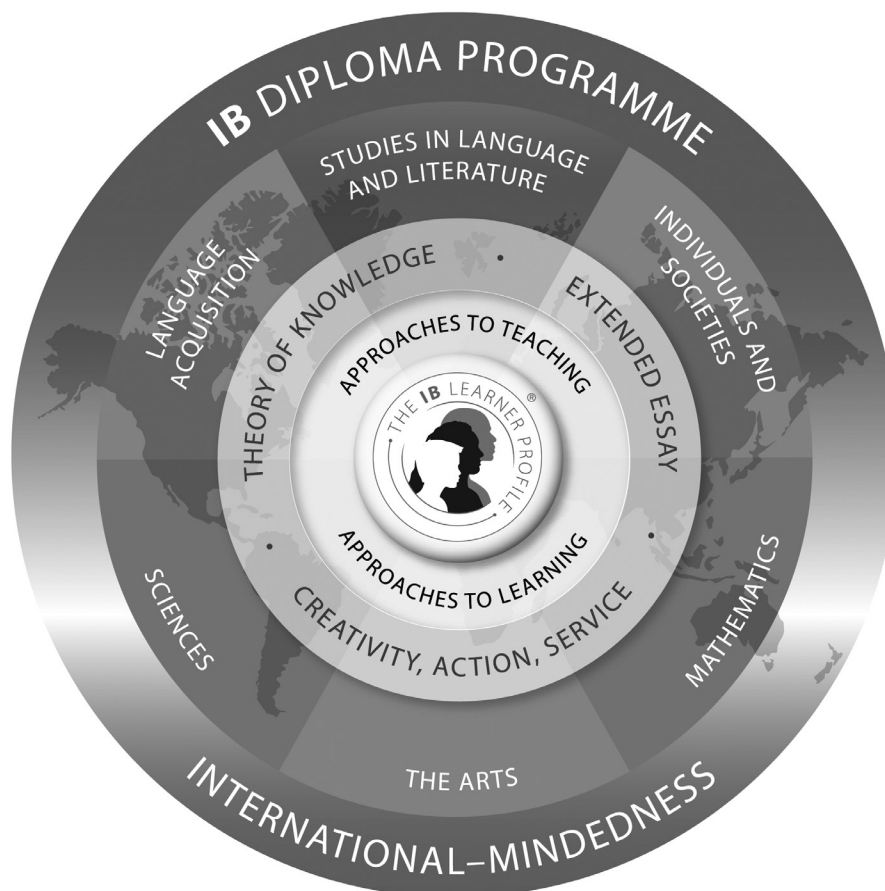 IB DIPLOMA PROGRAMME
STUDIES IN LANGUAGE
AND LITERATURE
LANGUAGE
ACQUISITION
INDIVIDUALS AND
SOCIETIES
THEORY OF KNOWLEDGE
EXTENDED ESSAY
APPROACHES TO TEACHING
THE IB LEARNER PROFILE
®
APPROACHES TO LEARNING
CREATIVITY, ACTION, SERVICE
SCIENCES
MATHEMATICS
THE ARTS
INTERNATIONAL–MINDEDNESS